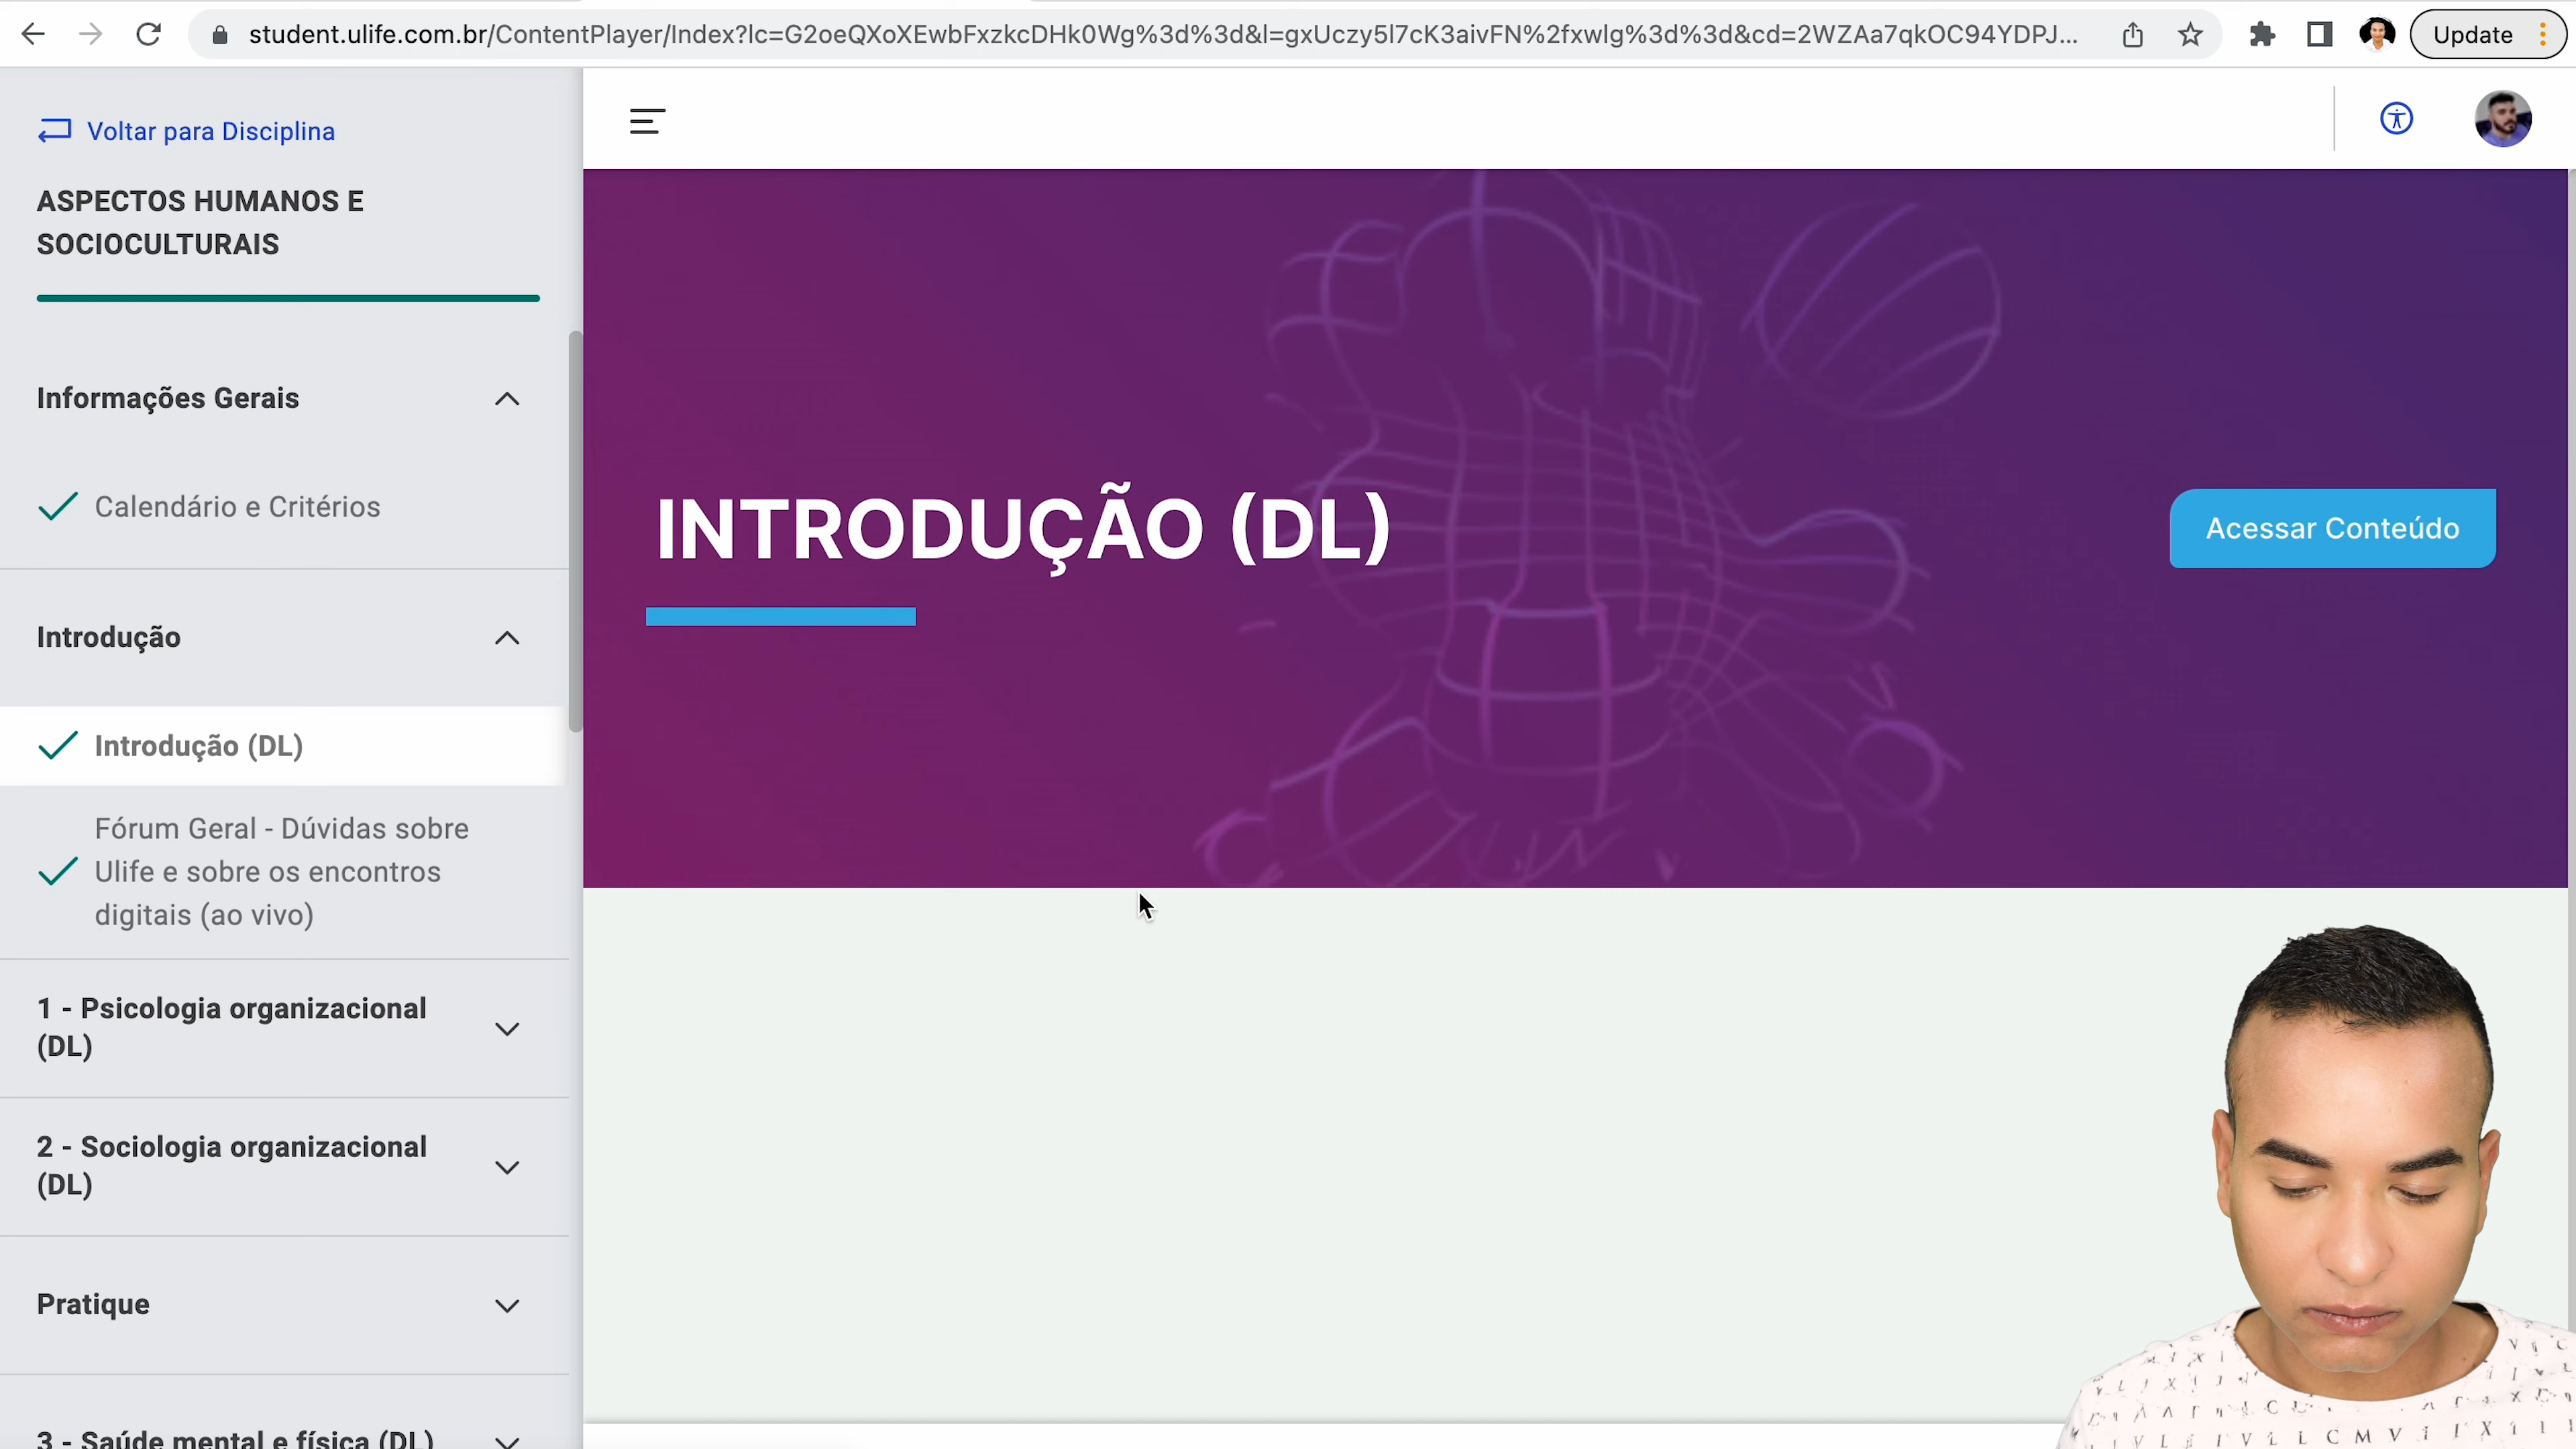 student.ulife.com.br/ContentPlayer/Index?lc=G2oeQXoXEwbFxzkcDHk0Wg%3d%3d&l=gxUczy5l7cK3aivFN%2fxwlg%3d%3d&cd=2WZAa7qkOC94YDPJ...
Update
Voltar para Disciplina
ASPECTOS HUMANOS E
SOCIOCULTURAIS
Informações Gerais
Calendário e Critérios
Introdução
Introdução (DL)
Fórum Geral - Dúvidas sobre
Ulife e sobre os encontros
digitais (ao vivo)
1 - Psicologia organizacional
(DL)
2 - Sociologia organizacional
(DL)
Pratique
3 - Saúde mental e física (DL)
INTRODUÇÃO (DL)
Acessar Conteúdo